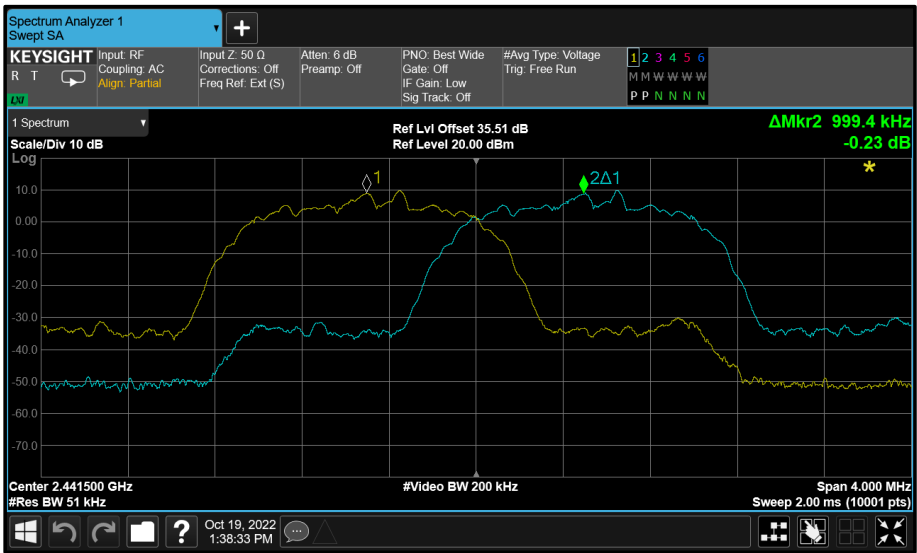 Spectrum Analyzer 1
Swept SA
+
KEYSIGHT Input: RF Input Z: 50 Ω Atten: 6 dB PNO: Best Wide #Avg Type: Voltage 1 2 3 4 5 6
R T Coupling: AC Corrections: Off Preamp: Off Gate: Off Trig: Free Run M M W W W W
Align: Partial Freq Ref: Ext (S) IF Gain: Low P P N N N N
LXI Sig Track: Off
1 Spectrum Ref Lvl Offset 35.51 dB ΔMkr2 999.4 kHz
Scale/Div 10 dB Ref Level 20.00 dBm -0.23 dB
Log
*
1 2Δ1
10.0
0.00
-10.0
-20.0
-30.0
-40.0
-50.0
-60.0
-70.0
Center 2.441500 GHz #Video BW 200 kHz Span 4.000 MHz
#Res BW 51 kHz Sweep 2.00 ms (10001 pts)
? Oct 19, 2022
1:38:33 PM